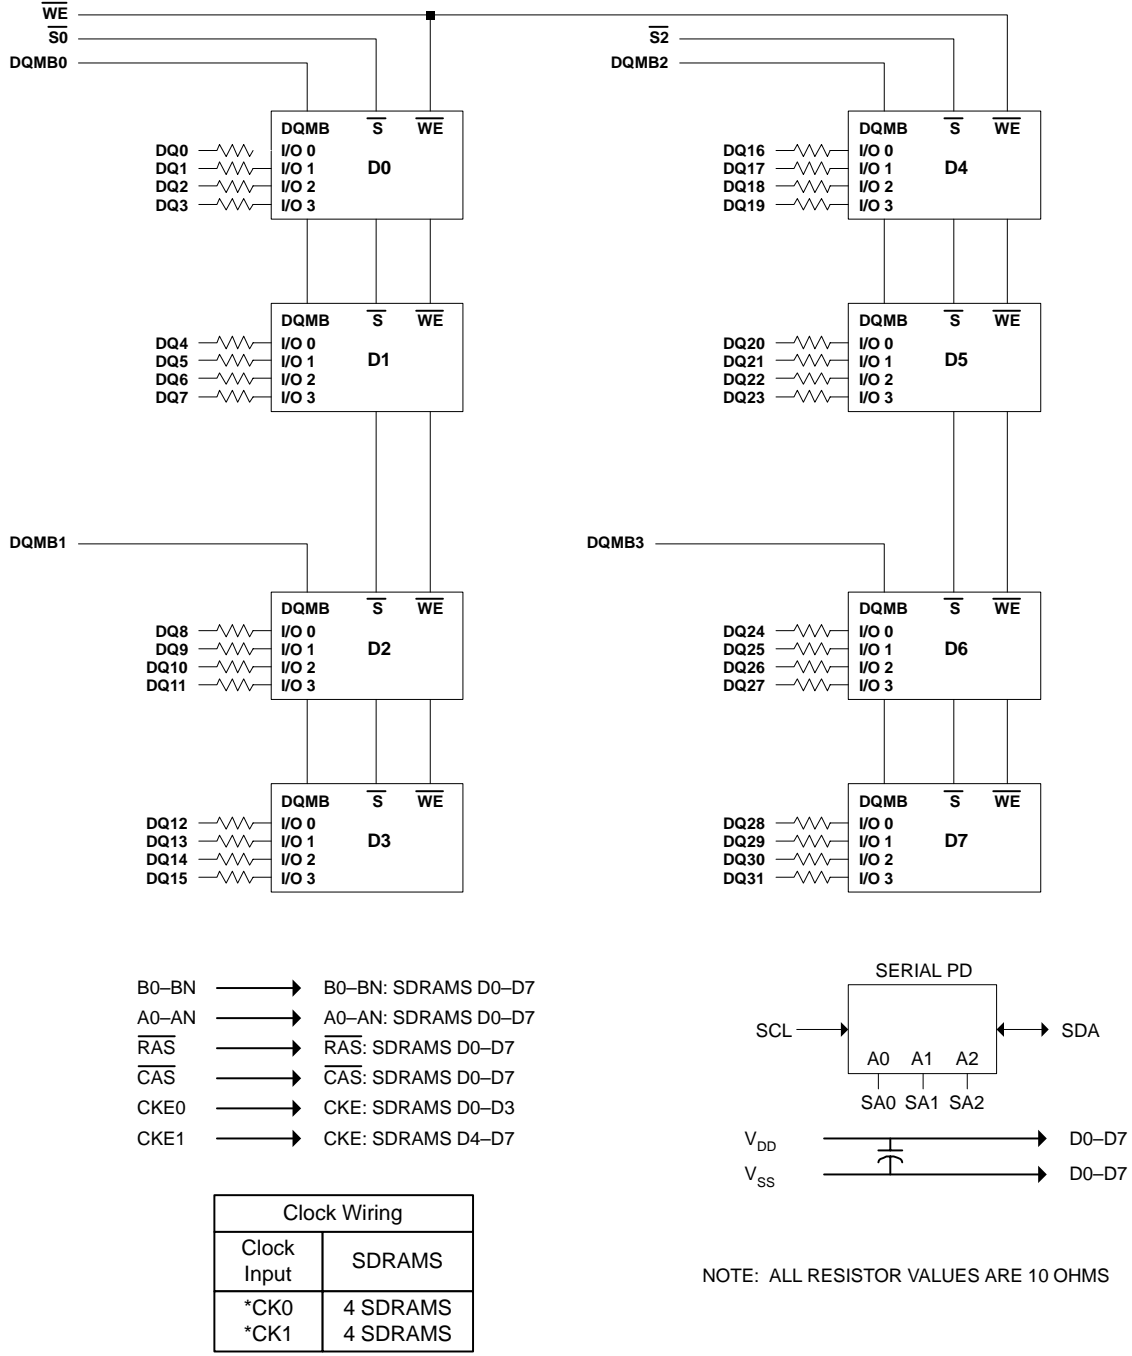 WE
S0
DQMB0
S2
DQMB2
DQMB S WE
DQ0 I/O 0
DQ1 I/O 1
DQ2 I/O 2
DQ3 I/O 3
D0
DQMB S WE
DQ16 I/O 0
DQ17 I/O 1
DQ18 I/O 2
DQ19 I/O 3
D4
DQMB S WE
DQ4 I/O 0
DQ5 I/O 1
DQ6 I/O 2
DQ7 I/O 3
D1
DQMB S WE
DQ20 I/O 0
DQ21 I/O 1
DQ22 I/O 2
DQ23 I/O 3
D5
DQMB1
DQMB3
DQMB S WE
DQ8 I/O 0
DQ9 I/O 1
DQ10 I/O 2
DQ11 I/O 3
D2
DQMB S WE
DQ24 I/O 0
DQ25 I/O 1
DQ26 I/O 2
DQ27 I/O 3
D6
DQMB S WE
DQ12 I/O 0
DQ13 I/O 1
DQ14 I/O 2
DQ15 I/O 3
D3
DQMB S WE
DQ28 I/O 0
DQ29 I/O 1
DQ30 I/O 2
DQ31 I/O 3
D7
B0–BN B0–BN: SDRAMS D0–D7
A0–AN A0–AN: SDRAMS D0–D7
RAS RAS: SDRAMS D0–D7
CAS CAS: SDRAMS D0–D7
CKE0 CKE: SDRAMS D0–D3
CKE1 CKE: SDRAMS D4–D7
SERIAL PD
SCL SDA
A0 A1 A2
SA0 SA1 SA2
VDD D0–D7
VSS D0–D7
Clock Wiring
Clock
Input
SDRAMS
*CK0 4 SDRAMS
*CK1 4 SDRAMS
NOTE: ALL RESISTOR VALUES ARE 10 OHMS